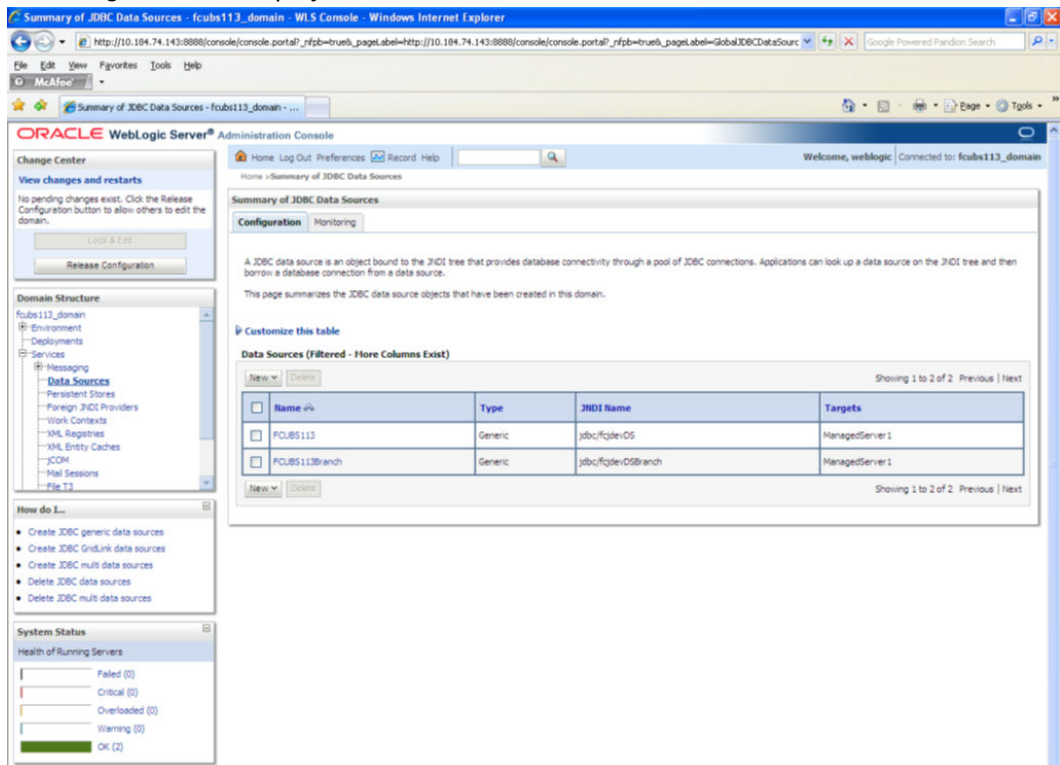 Summary of JDBC Data Sources - fcubs113_domain - WLS Console - Windows Internet Explorer
http://10.184.74.143:8888/console/console.portal?_nfpb=true&_pageLabel=http://10.184.74.143:8888/console/console.portal?_nfpb=true&_pageLabel=GlobalJDBCDataSourc
Google Powered Pandion Search
File Edit View Favorites Tools Help
McAfee
Summary of JDBC Data Sources - fcubs113_domain - ...
Page Tools
ORACLE WebLogic Server® Administration Console
Change Center
View changes and restarts
No pending changes exist. Click the Release
Configuration button to allow others to edit the
domain.
Lock & Edit
Release Configuration
Domain Structure
fcubs113_domain
Environment
Deployments
Services
Messaging
Data Sources
Persistent Stores
Foreign JNDI Providers
Work Contexts
XML Registries
XML Entity Caches
jCOM
Mail Sessions
File T3
How do I...
Create JDBC generic data sources
Create JDBC GridLink data sources
Create JDBC multi data sources
Delete JDBC data sources
Delete JDBC multi data sources
System Status
Health of Running Servers
Failed (0)
Critical (0)
Overloaded (0)
Warning (0)
OK (2)
Home Log Out Preferences Record Help
Welcome, weblogic Connected to: fcubs113_domain
Home >Summary of JDBC Data Sources
Summary of JDBC Data Sources
Configuration Monitoring
A JDBC data source is an object bound to the JNDI tree that provides database connectivity through a pool of JDBC connections. Applications can look up a data source on the JNDI tree and then
borrow a database connection from a data source.
This page summarizes the JDBC data source objects that have been created in this domain.
Customize this table
Data Sources (Filtered - More Columns Exist)
New Delete Showing 1 to 2 of 2 Previous | Next
Name Type JNDI Name Targets
FCUBS113 Generic jdbc/fcjdevDS ManagedServer1
FCUBS113Branch Generic jdbc/fcjdevDSBranch ManagedServer1
New Delete Showing 1 to 2 of 2 Previous | Next